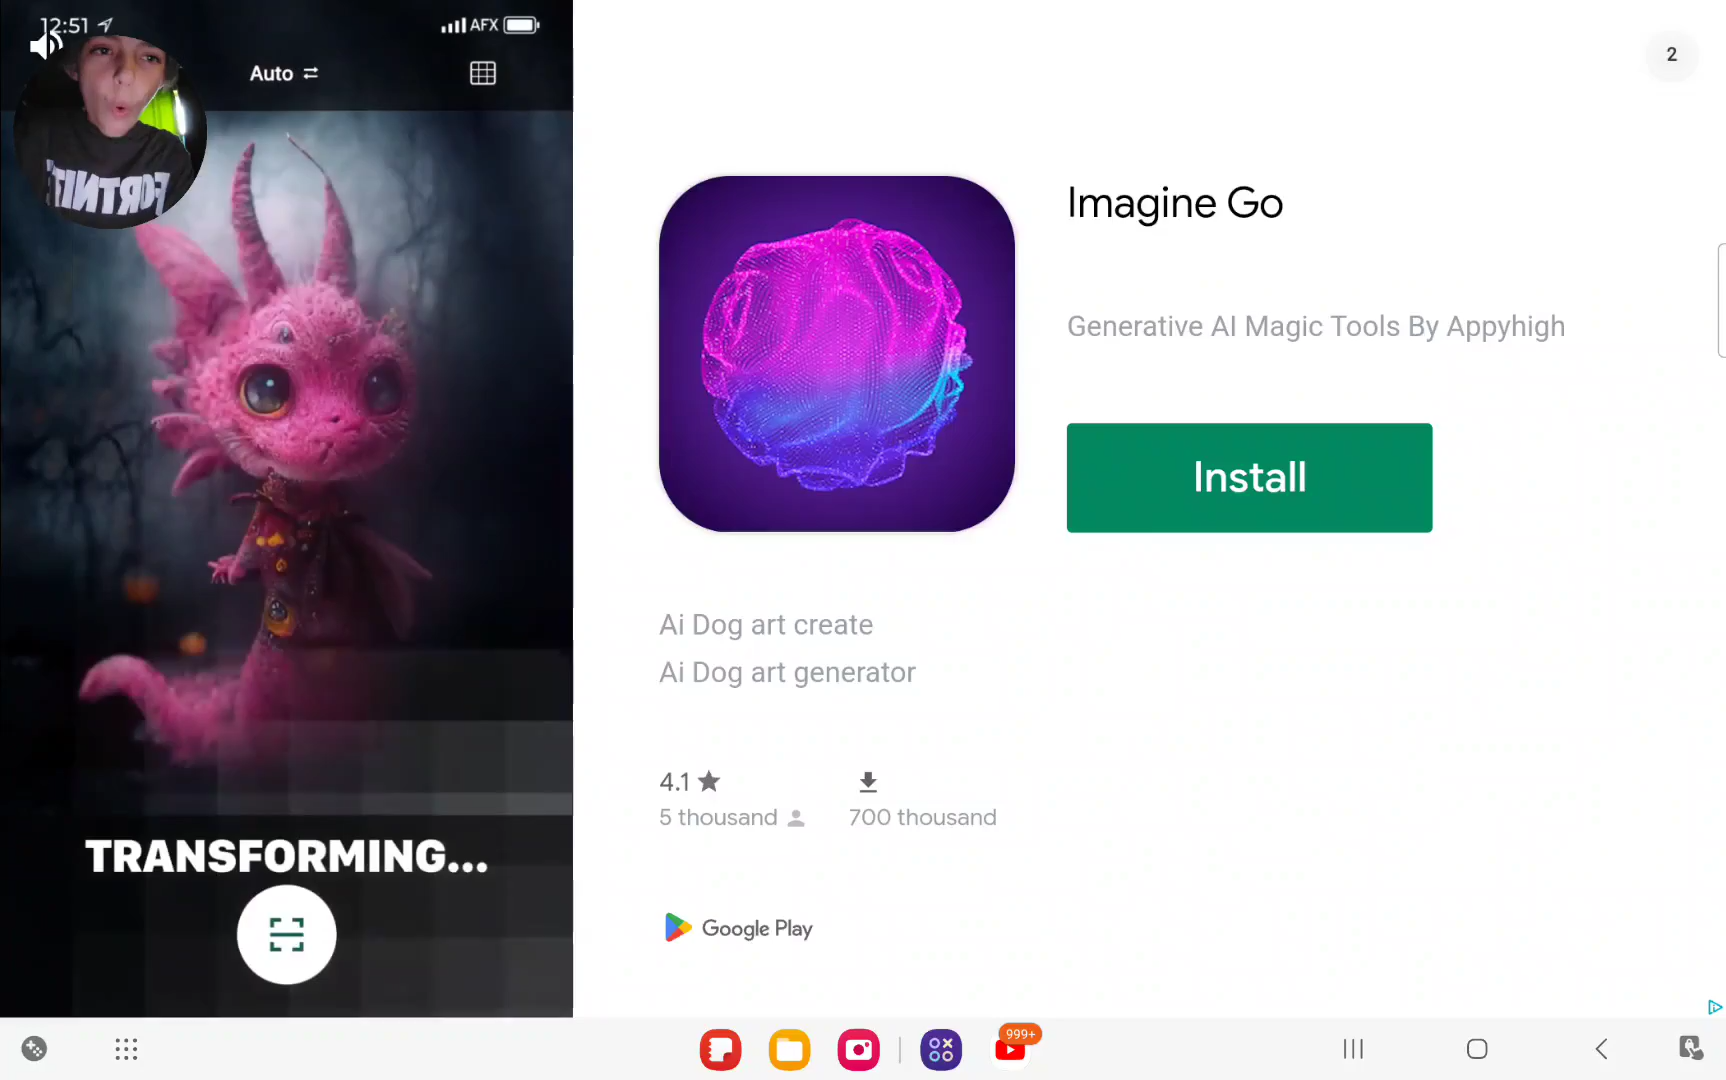 12:51
AFX
Auto
FORTNITE
TRANSFORMING...
2
Imagine Go
Generative AI Magic Tools By Appyhigh
Install
Ai Dog art create
Ai Dog art generator
4.1
5 thousand
700 thousand
Google Play
999+